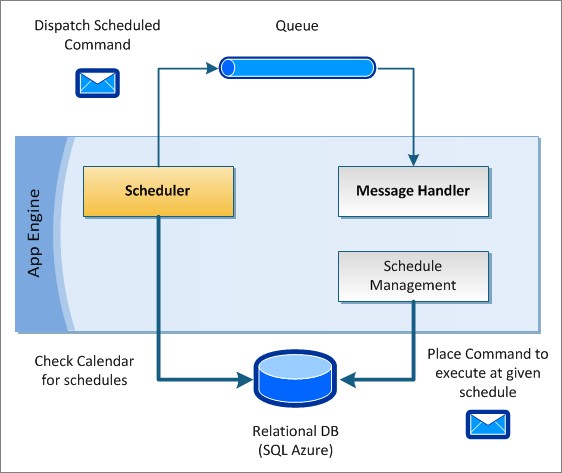 Dispatch Scheduled
Command
Queue
App Engine
Scheduler
Message Handler
Schedule
Management
Check Calendar
for schedules
Place Command to
execute at given
schedule
Relational DB
(SQL Azure)